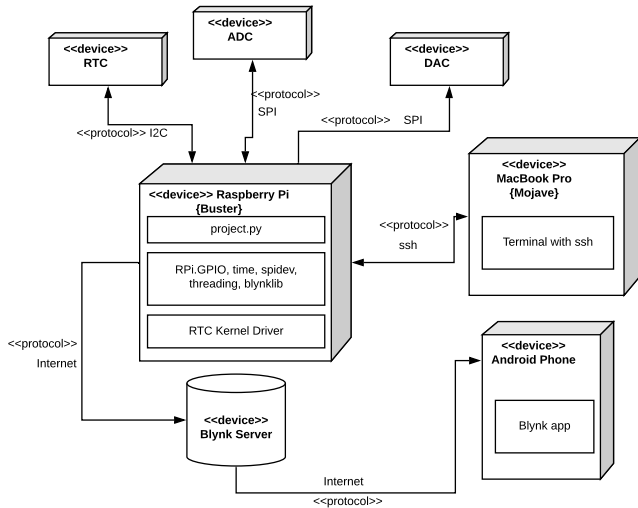 <<device>>
RTC
<<device>>
ADC
<<device>>
DAC
<<protocol>>
SPI
<<protocol>> I2C
<<protocol>> SPI
<<device>> Raspberry Pi
{Buster}
project.py
RPi.GPIO, time, spidev,
threading, blynklib
RTC Kernel Driver
<<protocol>>
ssh
<<device>>
MacBook Pro
{Mojave}
Terminal with ssh
<<protocol>>
Internet
<<device>>
Blynk Server
<<device>>
Android Phone
Blynk app
Internet
<<protocol>>